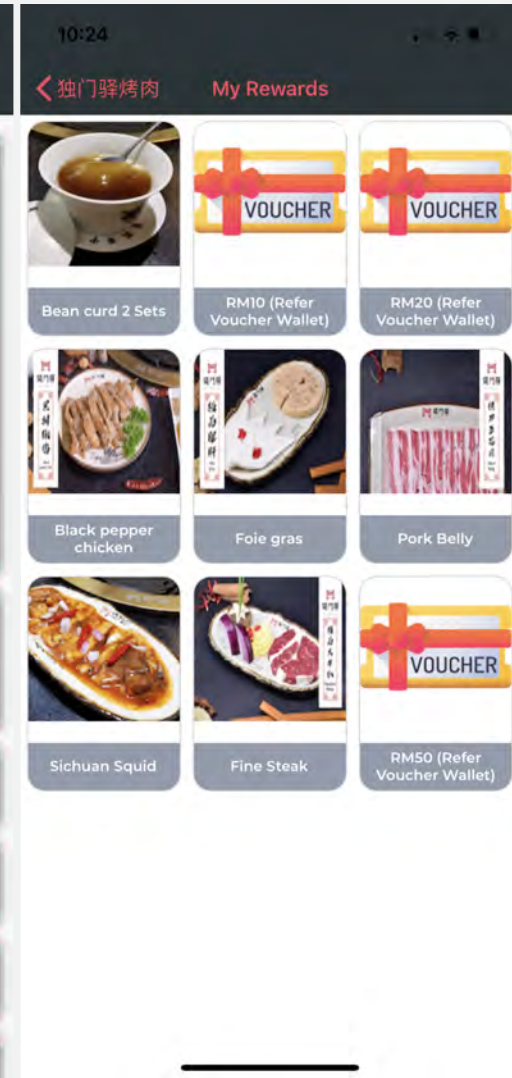 10:24
独门驿烤肉
My Rewards
VOUCHER
VOUCHER
Bean curd 2 Sets
RM10 (Refer
Voucher Wallet)
RM20 (Refer
Voucher Wallet)
Black pepper
chicken
Foie gras
Pork Belly
VOUCHER
Sichuan Squid
Fine Steak
RM50 (Refer
Voucher Wallet)